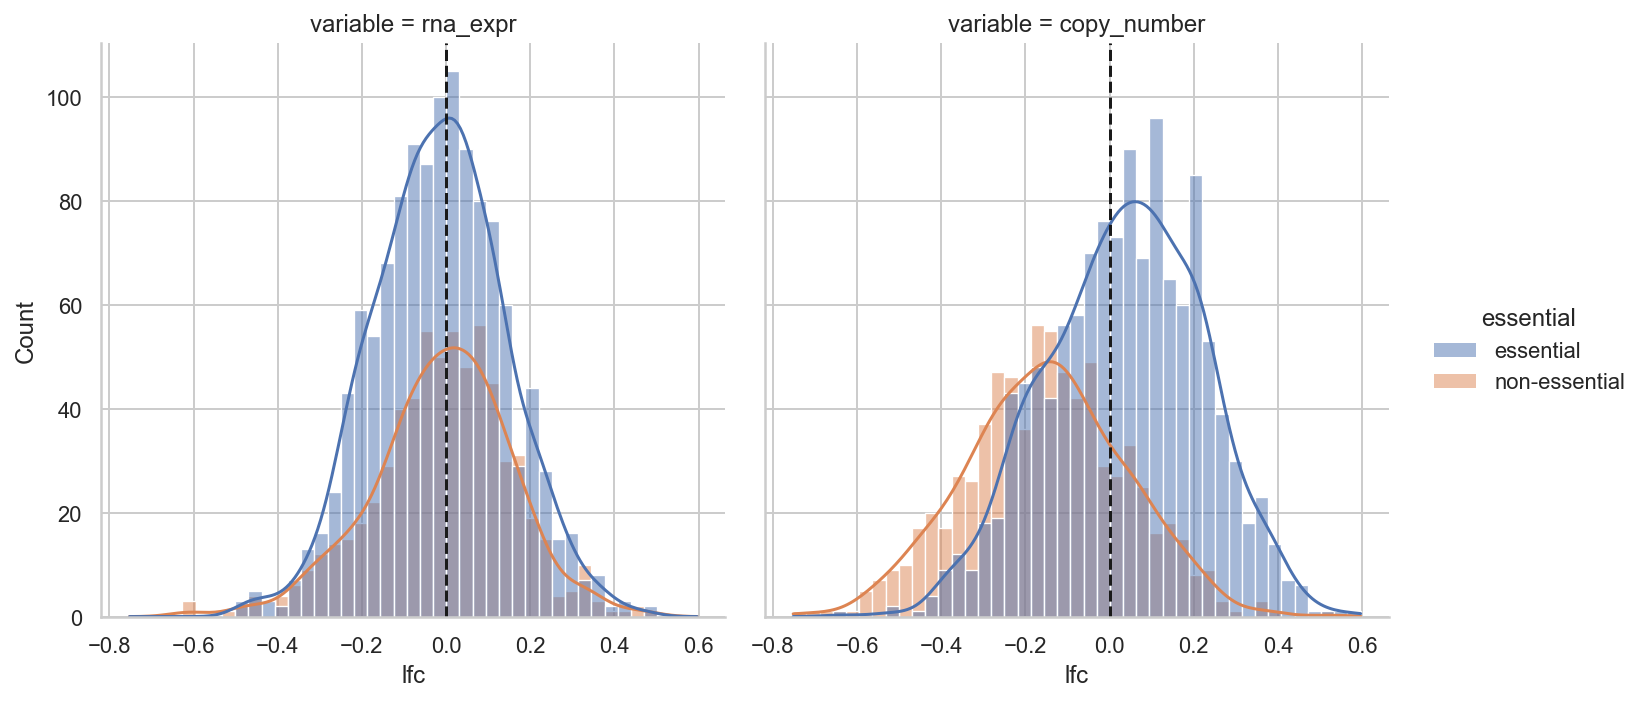 variable = rna_expr
variable = copy_number
Count
100
80
60
40
20
0
−0.8 −0.6 −0.4 −0.2 0.0 0.2 0.4 0.6
lfc
−0.8 −0.6 −0.4 −0.2 0.0 0.2 0.4 0.6
lfc
essential
essential
non-essential